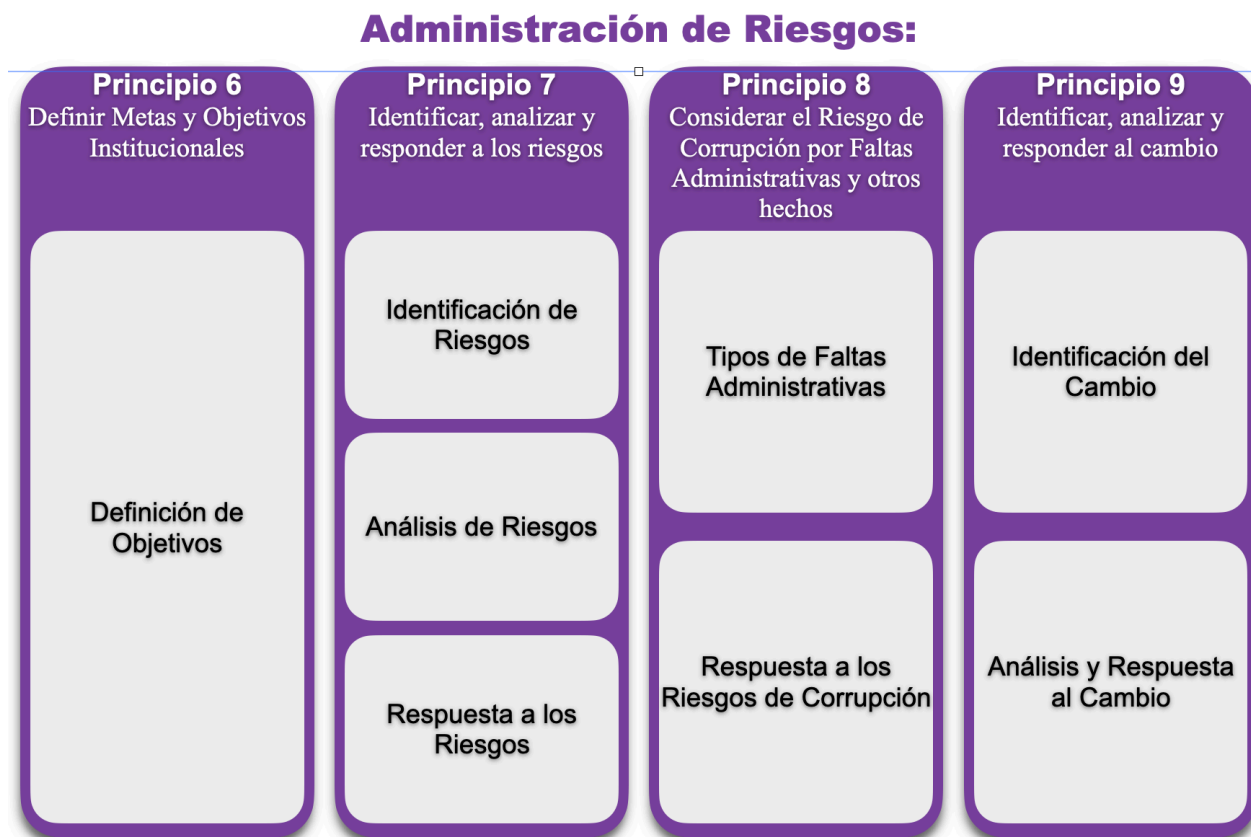 Administración de Riesgos:
Principio 6
Definir Metas y Objetivos
Institucionales
Definición de
Objetivos
Principio 7
Identificar, analizar y
responder a los riesgos
Identificación de
Riesgos
Análisis de Riesgos
Respuesta a los
Riesgos
Principio 8
Considerar el Riesgo de
Corrupción por Faltas
Administrativas y otros
hechos
Tipos de Faltas
Administrativas
Respuesta a los
Riesgos de Corrupción
Principio 9
Identificar, analizar y
responder al cambio
Identificación del
Cambio
Análisis y Respuesta
al Cambio